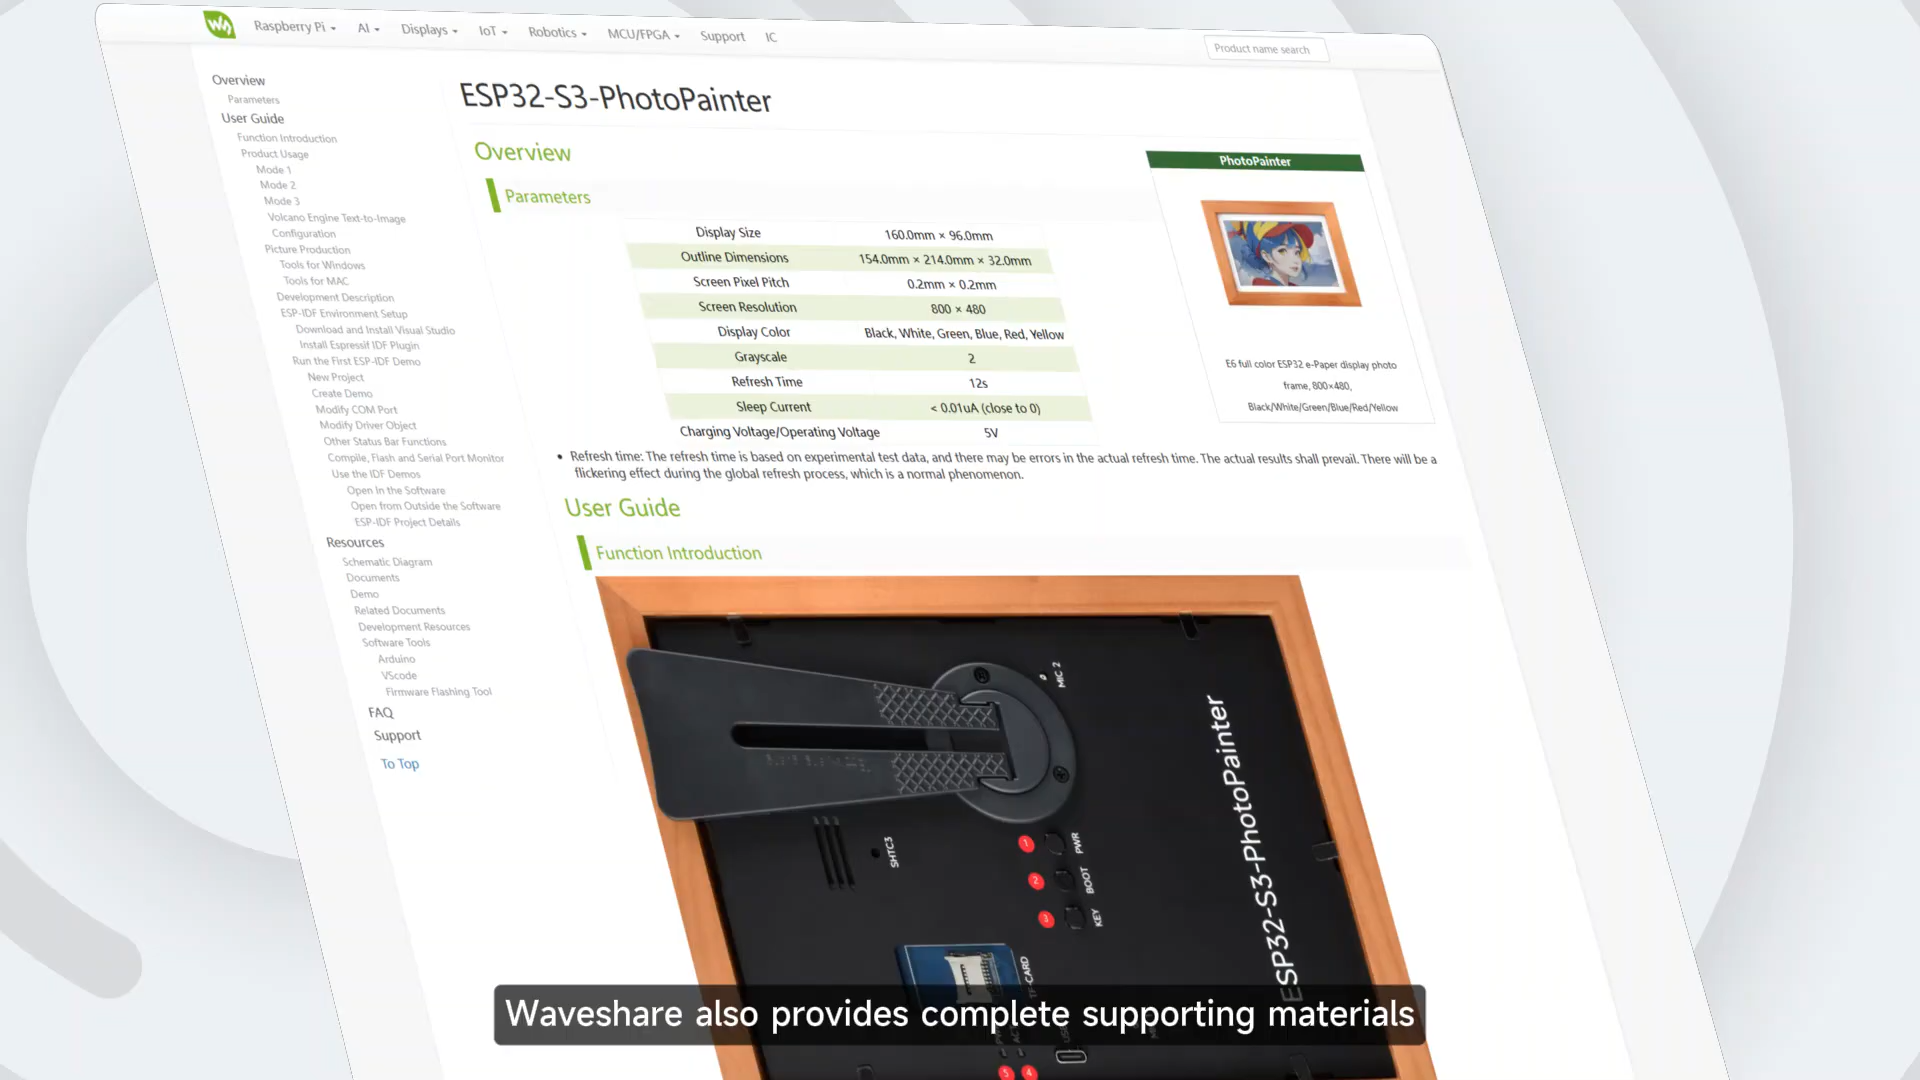 Raspberry Pi AI Displays IoT Robotics MCU/FPGA Support IC
Product name search
Overview
Parameters
User Guide
Function Introduction
Product Usage
Mode 1
Mode 2
Mode 3
Volcano Engine Text-to-Image
Configuration
Picture Production
Tools for Windows
Tools for MAC
Development Description
ESP-IDF Environment Setup
Download and Install Visual Studio
Install Espressif IDF Plugin
Run the First ESP-IDF Demo
New Project
Create Demo
Modify COM Port
Modify Driver Object
Other Status Bar Functions
Compile, Flash and Serial Port Monitor
Use the IDF Demos
Open In the Software
Open from Outside the Software
ESP-IDF Project Details
Resources
Schematic Diagram
Documents
Demo
Related Documents
Development Resources
Software Tools
Arduino
VScode
Firmware Flashing Tool
FAQ
Support
To Top
ESP32-S3-PhotoPainter
Overview
Parameters
Display Size 160.0mm × 96.0mm
Outline Dimensions 154.0mm × 214.0mm × 32.0mm
Screen Pixel Pitch 0.2mm × 0.2mm
Screen Resolution 800 × 480
Display Color Black, White, Green, Blue, Red, Yellow
Grayscale 2
Refresh Time 12s
Sleep Current < 0.01uA (close to 0)
Charging Voltage/Operating Voltage 5V
PhotoPainter
E6 full color ESP32 e-Paper display photo
frame, 800×480,
Black/White/Green/Blue/Red/Yellow
• Refresh time: The refresh time is based on experimental test data, and there may be errors in the actual refresh time. The actual results shall prevail. There will be a
flickering effect during the global refresh process, which is a normal phenomenon.
User Guide
Function Introduction
MIC 2
SHTC3
1 PWR
2 BOOT
3 KEY
TF-CARD
ESP32-S3-PhotoPainter
5 4
Waveshare also provides complete supporting materials